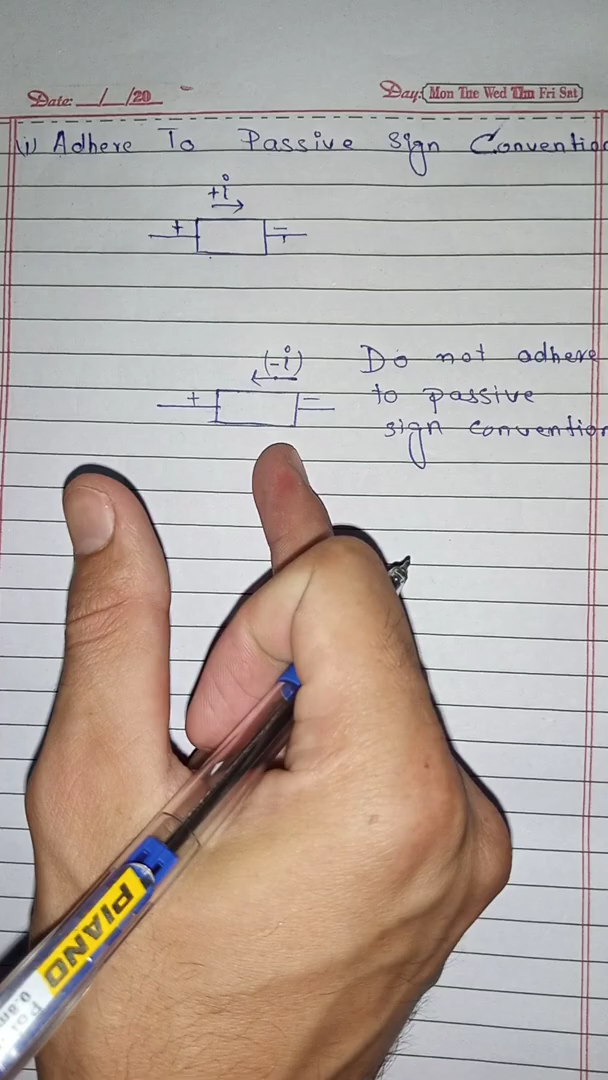 Date: / /20 Day: Mon Tue Wed Thu Fri Sat
(i) Adhere To Passive Sign Convention
+i
+ -
(-i)
+ -
Do not adhere
to passive
sign convention
PIANO